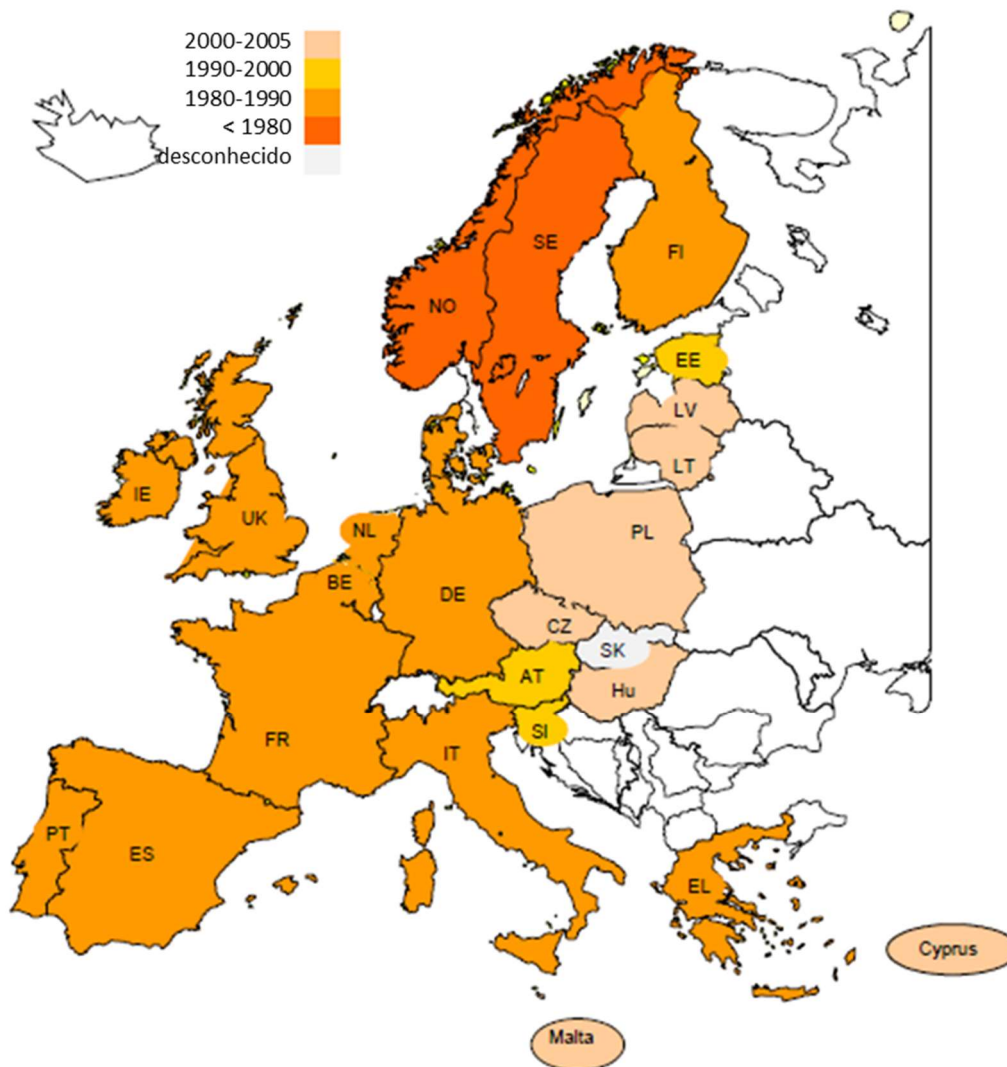 2000-2005
1990-2000
1980-1990
< 1980
desconhecido
SE
FI
NO
EE
LV
LT
IE
UK
NL
PL
BE
DE
CZ
SK
AT
Hu
SI
FR
IT
PT
ES
EL
Cyprus
Malta